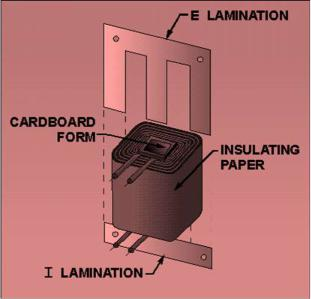 E LAMINATION
CARDBOARD
FORM
INSULATING
PAPER
I LAMINATION